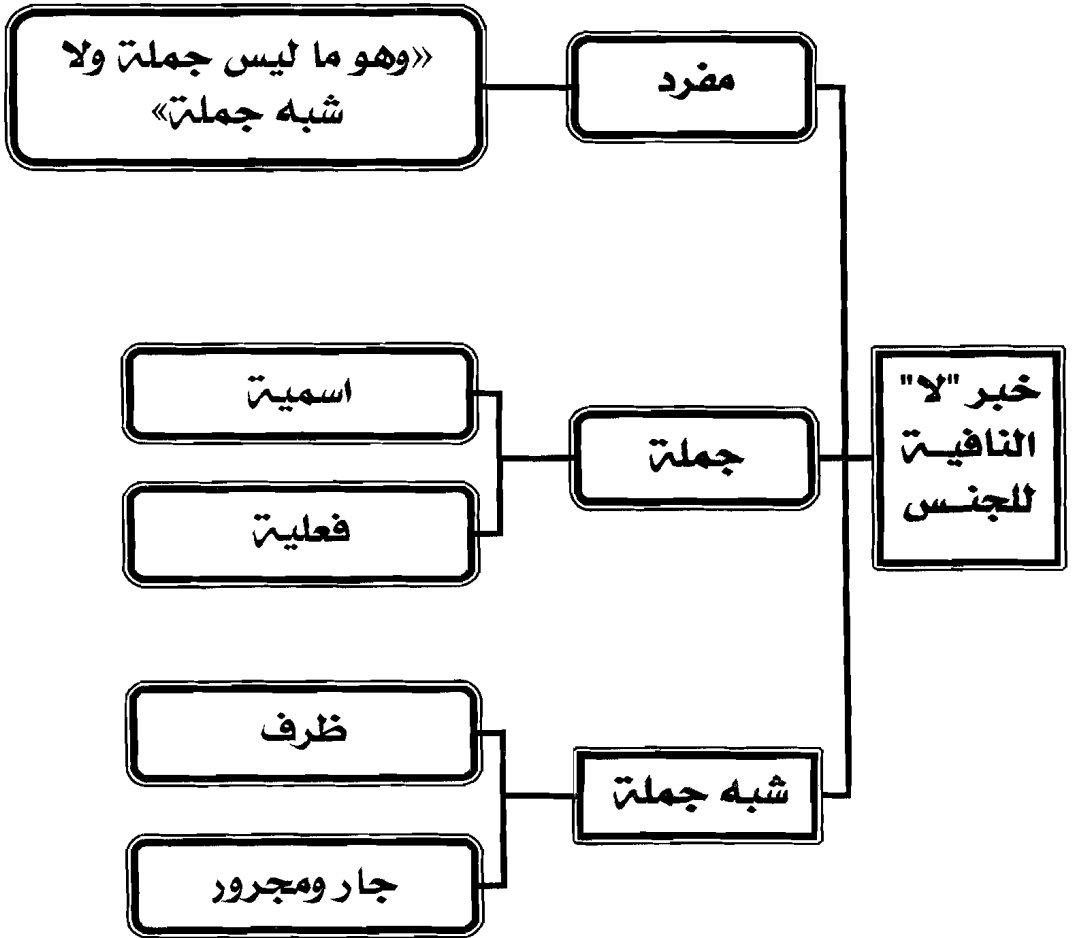 خبر "لا"
النافية
للجنس
مفرد
«وهو ما ليس جملة ولا
شبه جملة»
جملة
اسمية
فعلية
شبه جملة
ظرف
جار ومجرور